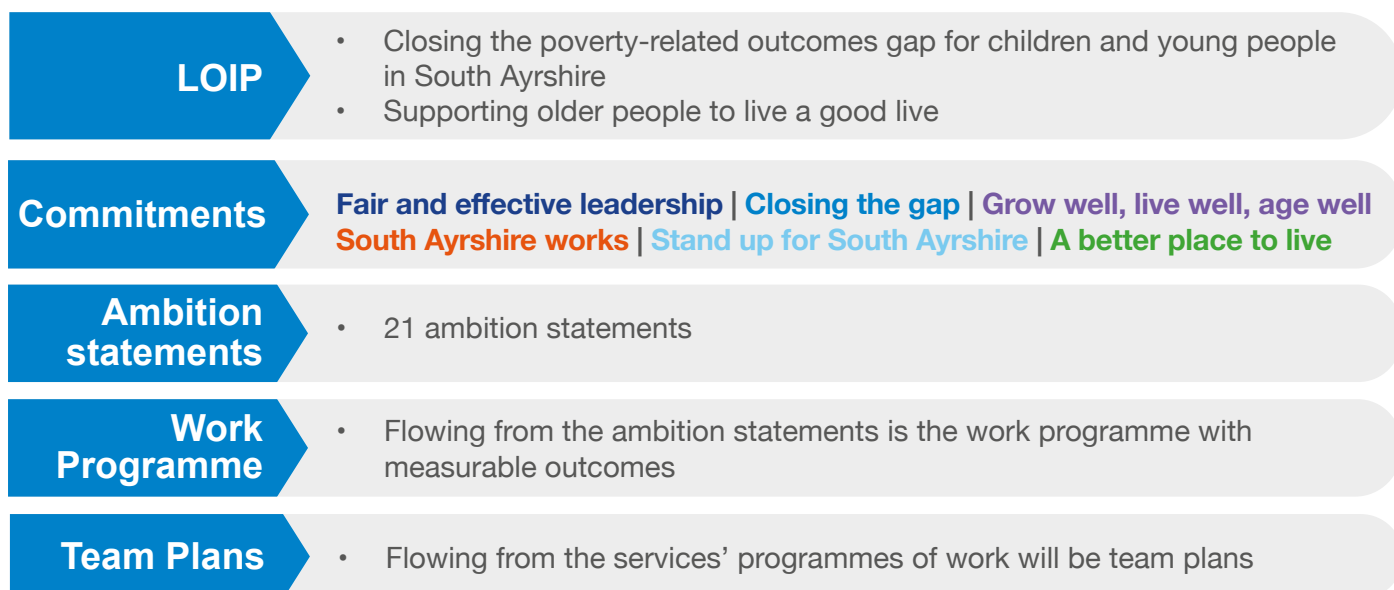 LOIP
• Closing the poverty-related outcomes gap for children and young people
in South Ayrshire
• Supporting older people to live a good live
Commitments
Fair and effective leadership | Closing the gap | Grow well, live well, age well
South Ayrshire works | Stand up for South Ayrshire | A better place to live
Ambition
statements
• 21 ambition statements
Work
Programme
• Flowing from the ambition statements is the work programme with
measurable outcomes
Team Plans
• Flowing from the services’ programmes of work will be team plans